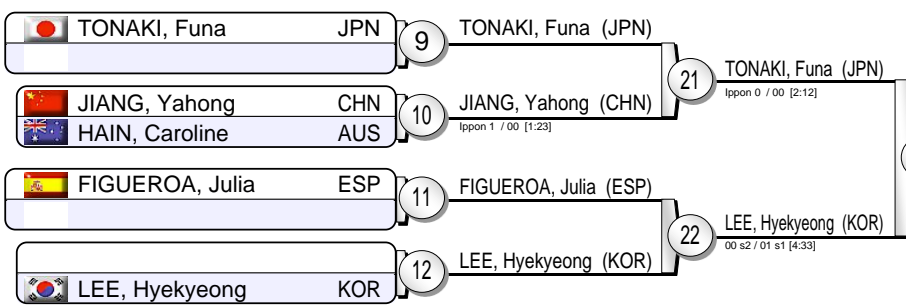 TONAKI, Funa JPN
9
TONAKI, Funa (JPN)
JIANG, Yahong CHN
HAIN, Caroline AUS
10
JIANG, Yahong (CHN)
Ippon 1 / 00 [1:23]
21
TONAKI, Funa (JPN)
Ippon 0 / 00 [2:12]
FIGUEROA, Julia ESP
11
FIGUEROA, Julia (ESP)
LEE, Hyekyeong KOR
12
LEE, Hyekyeong (KOR)
22
LEE, Hyekyeong (KOR)
00 s2 / 01 s1 [4:33]